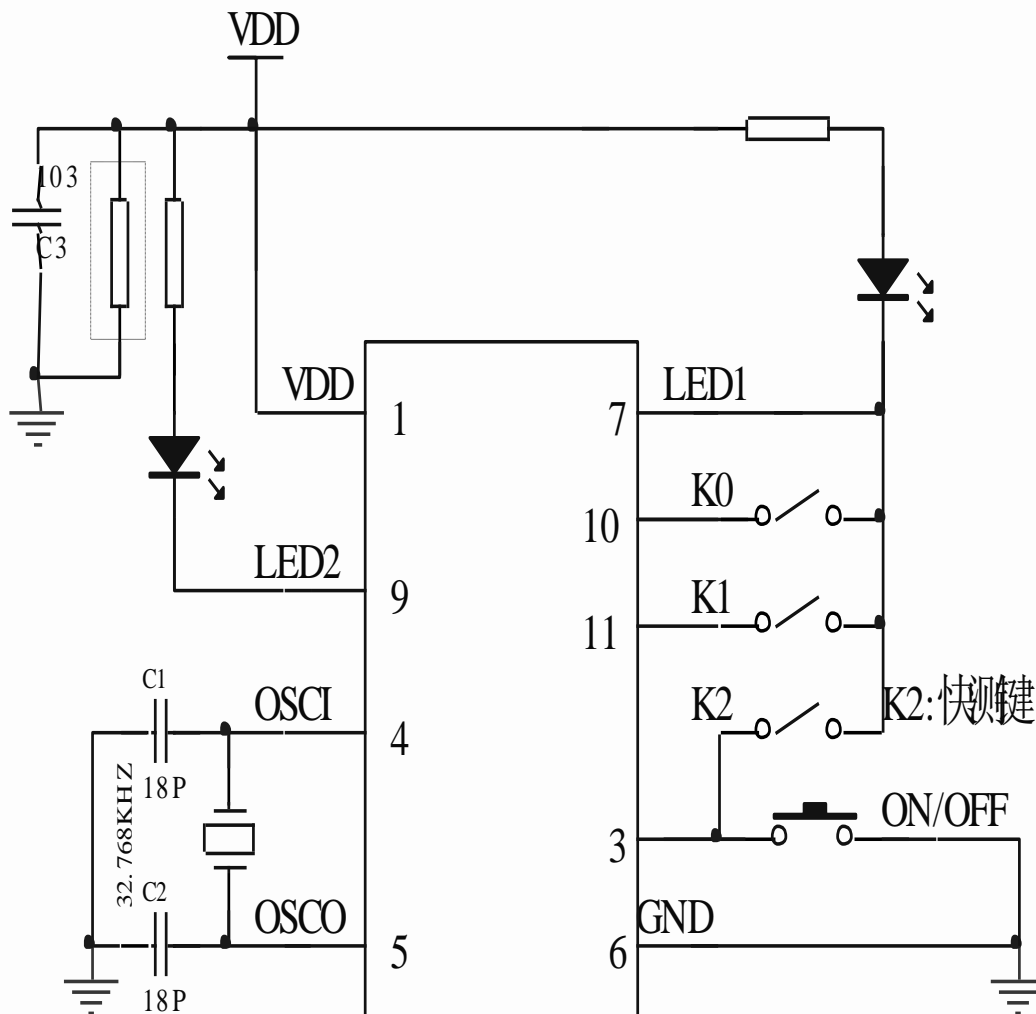 VDD
103
C3
VDD
1
7
LED1
K0
10
LED2
9
K1
11
C1
OSCI
4
K2
K2:快测键
18P
32.768KHZ
ON/OFF
3
C2
OSCO
5
GND
6
18P